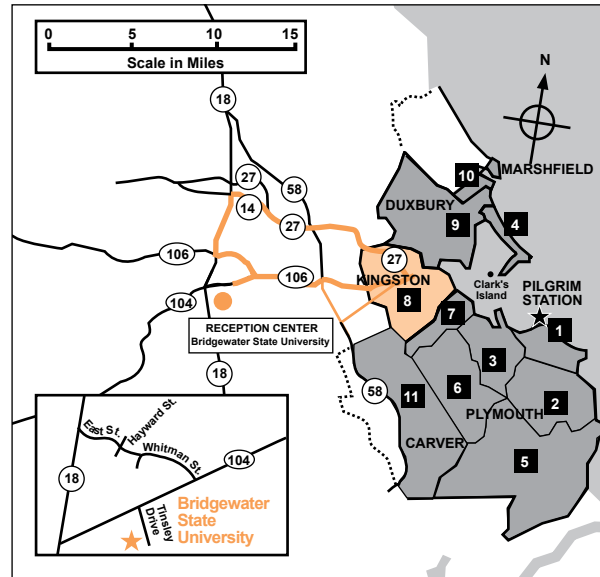 0 5 10 15
Scale in Miles
18
N
27
58
10
MARSHFIELD
14
DUXBURY
27
9
4
106
27
KINGSTON
Clark's
Island
106
8
PILGRIM
STATION
104
7
1
RECEPTION CENTER
Bridgewater State University
3
18
58
11
6
2
PLYMOUTH
CARVER
5
East St.
Hayward St.
Whitman St.
104
18
Tinsley
Drive
Bridgewater
State
University